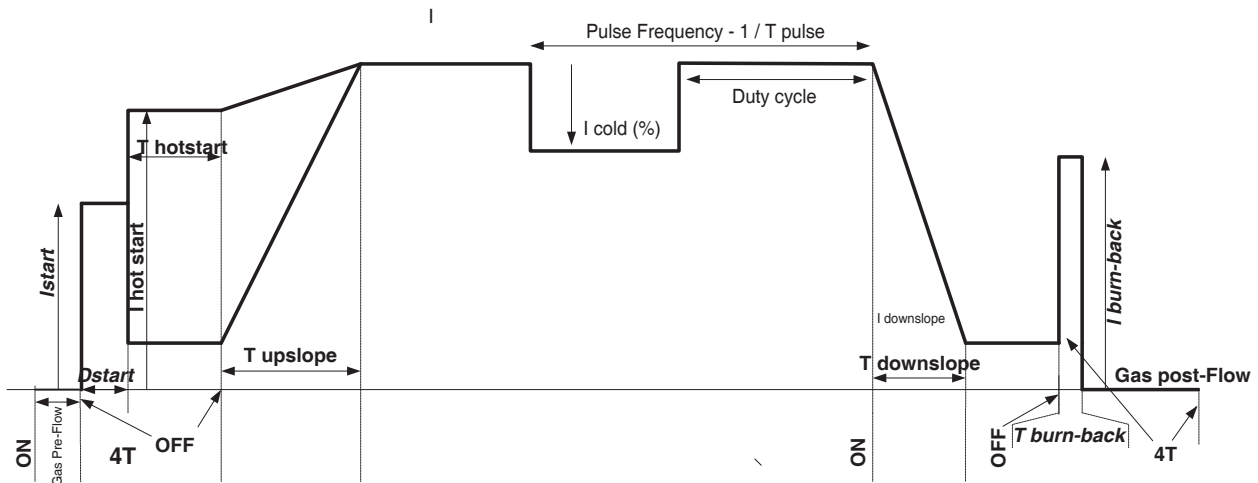 I
Pulse Frequency - 1 / T pulse
Duty cycle
I cold (%)
T hotstart
I hot start
Istart
I burn-back
I downslope
T upslope
T downslope
Dstart
Gas post-Flow
Gas Pre-Flow
ON
4T
OFF
ON
OFF
T burn-back
4T